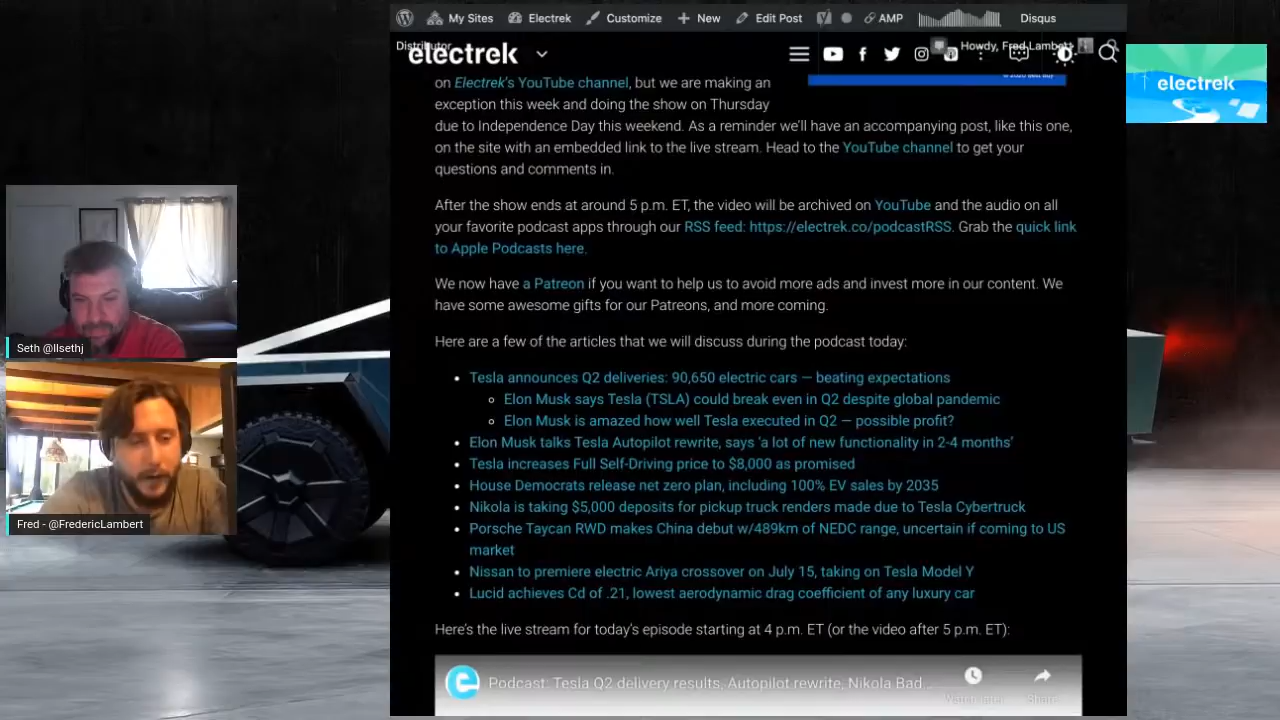 My Sites
Electrek
Customize
New
Edit Post
AMP
Disqus
Distributor
Howdy, Fred Lambert
electrek
electrek
on Electrek's YouTube channel, but we are making an
exception this week and doing the show on Thursday
due to Independence Day this weekend. As a reminder we'll have an accompanying post, like this one,
on the site with an embedded link to the live stream. Head to the YouTube channel to get your
questions and comments in.
After the show ends at around 5 p.m. ET, the video will be archived on YouTube and the audio on all
your favorite podcast apps through our RSS feed: https://electrek.co/podcastRSS. Grab the quick link
to Apple Podcasts here.
We now have a Patreon if you want to help us to avoid more ads and invest more in our content. We
have some awesome gifts for our Patreons, and more coming.
Here are a few of the articles that we will discuss during the podcast today:
Tesla announces Q2 deliveries: 90,650 electric cars — beating expectations
Elon Musk says Tesla (TSLA) could break even in Q2 despite global pandemic
Elon Musk is amazed how well Tesla executed in Q2 — possible profit?
Elon Musk talks Tesla Autopilot rewrite, says 'a lot of new functionality in 2-4 months'
Tesla increases Full Self-Driving price to $8,000 as promised
House Democrats release net zero plan, including 100% EV sales by 2035
Nikola is taking $5,000 deposits for pickup truck renders made due to Tesla Cybertruck
Porsche Taycan RWD makes China debut w/489km of NEDC range, uncertain if coming to US
market
Nissan to premiere electric Ariya crossover on July 15, taking on Tesla Model Y
Lucid achieves Cd of .21, lowest aerodynamic drag coefficient of any luxury car
Here's the live stream for today's episode starting at 4 p.m. ET (or the video after 5 p.m. ET):
Podcast: Tesla Q2 delivery results, Autopilot rewrite, Nikola Bad...
Watch later
Share
Seth @llsethj
Fred - @FredericLambert